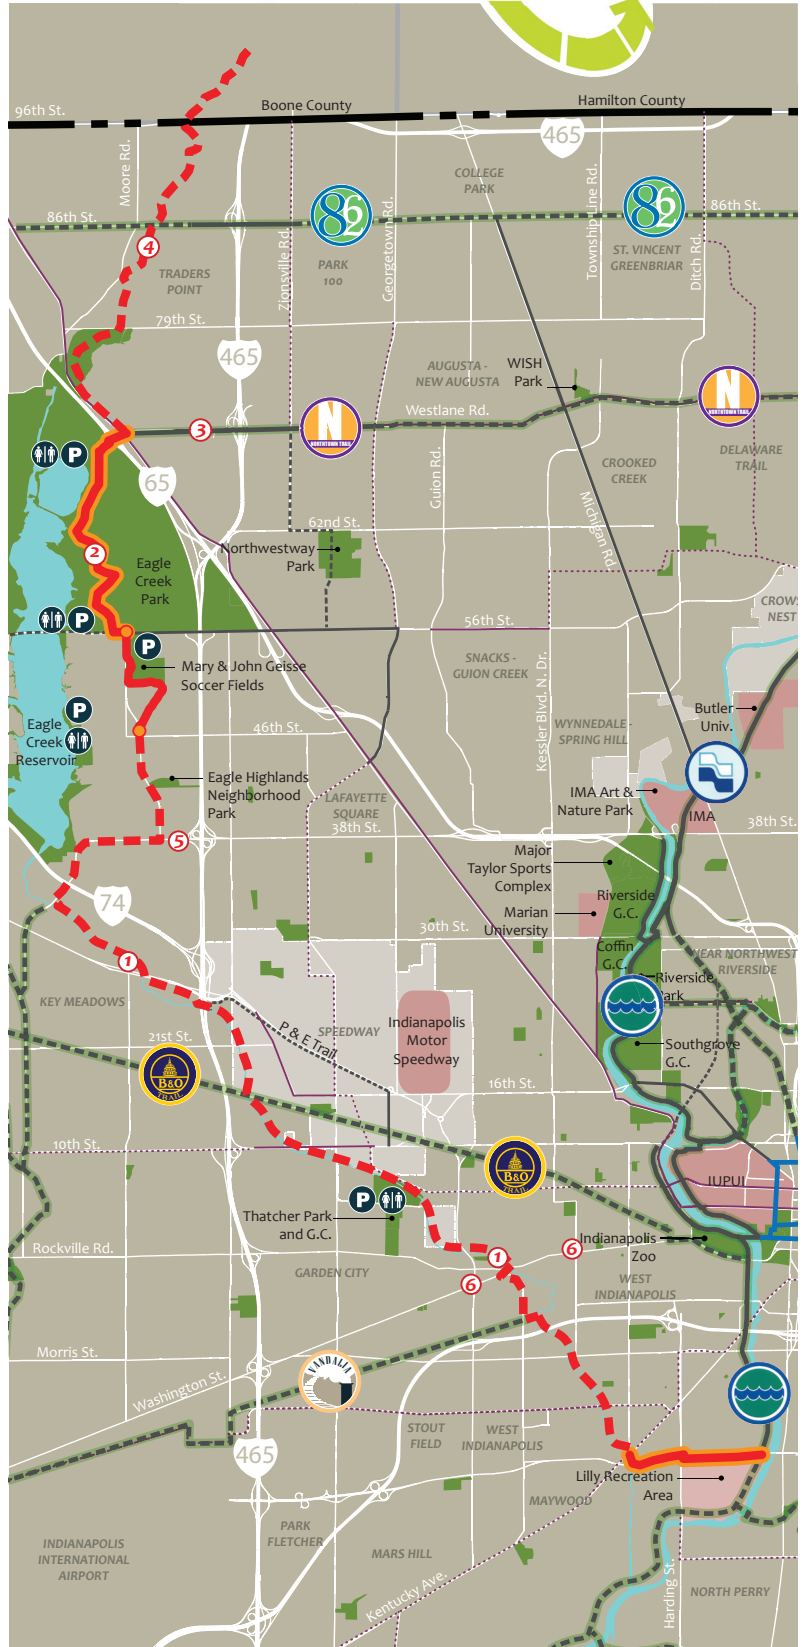 96th St.
Boone County
Hamilton County
465
Moore Rd.
COLLEGE
PARK
Township Line Rd.
86th St.
86
86
86th St.
4
Zionsville Rd.
Georgetown Rd.
Ditch Rd.
TRADERS
POINT
PARK
100
ST. VINCENT
GREENBRIAR
79th St.
465
AUGUSTA -
NEW AUGUSTA
WISH
Park
N
NORTHTOWN TRAIL
Westlane Rd.
3
N
NORTHTOWN TRAIL
P
65
Guion Rd.
CROOKED
CREEK
DELAWARE
TRAIL
Michigan Rd
62nd St.
2
Northwestway
Park
Eagle
Creek
Park
CROWS
NEST
P
P
56th St.
Mary & John Geisse
Soccer Fields
SNACKS -
GUION CREEK
Kessler Blvd. N. Dr.
P
Eagle
Creek
Reservoir
46th St.
WYNNEDALE -
SPRING HILL
Butler
Univ.
Eagle Highlands
Neighborhood
Park
LAFAYETTE
SQUARE
IMA Art &
Nature Park
IMA
38th St.
38th St.
5
Major
Taylor Sports
Complex
74
Riverside
G.C.
Marian
University
30th St.
Coffin
G.C.
NEAR NORTHWEST
RIVERSIDE
1
Riverside
Park
KEY MEADOWS
21st St.
P & E Trail
SPEEDWAY
Indianapolis
Motor
Speedway
Southgrove
G.C.
B&O
TRAIL
16th St.
10th St.
B&O
TRAIL
IUPUI
P
Thatcher Park
and G.C.
Rockville Rd.
1
6
Indianapolis
Zoo
GARDEN CITY
6
WEST
INDIANAPOLIS
Morris St.
VANDALIA
Washington St.
STOUT
FIELD
WEST
INDIANAPOLIS
465
Lilly Recreation
Area
MAYWOOD
PARK
FLETCHER
INDIANAPOLIS
INTERNATIONAL
AIRPORT
MARS HILL
Kentucky Ave.
Harding St.
NORTH PERRY